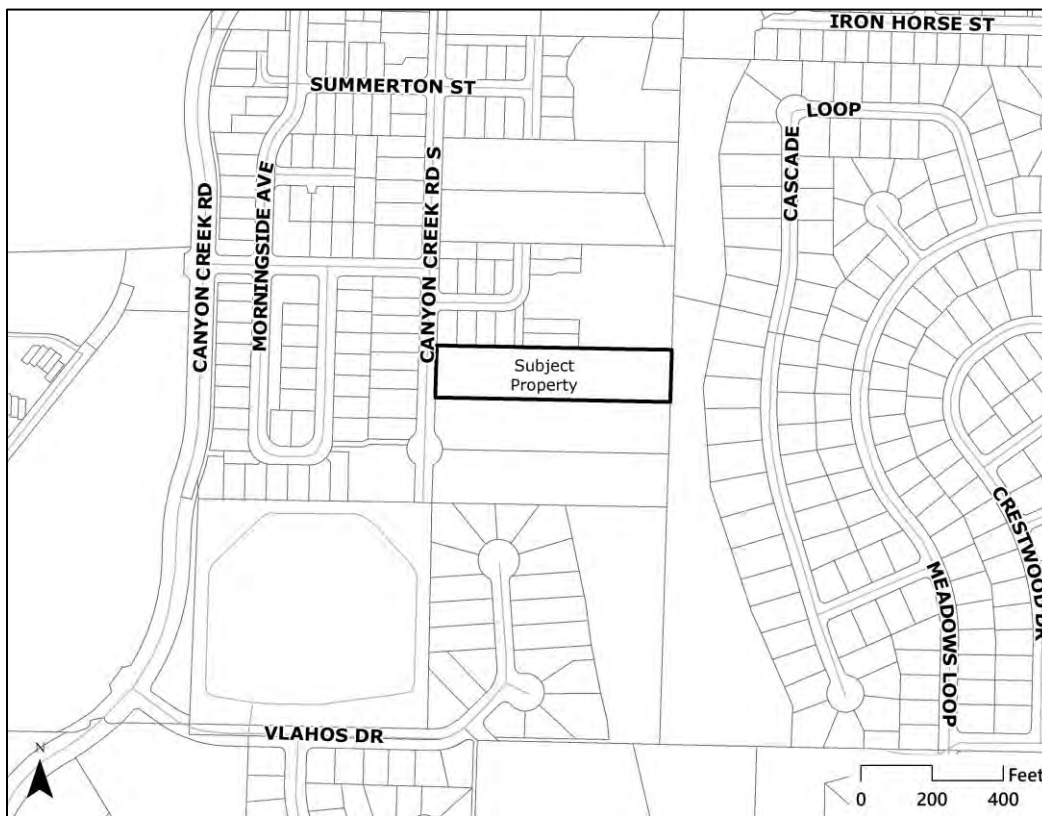 IRON HORSE ST
SUMMERTON ST
LOOP
CASCADE
CANYON CREEK RD
MORNINGSIDE AVE
CANYON CREEK RD S
Subject
Property
CRESTWOOD DR
MEADOWS LOOP
VLAHOS DR
N
Feet
0 200 400